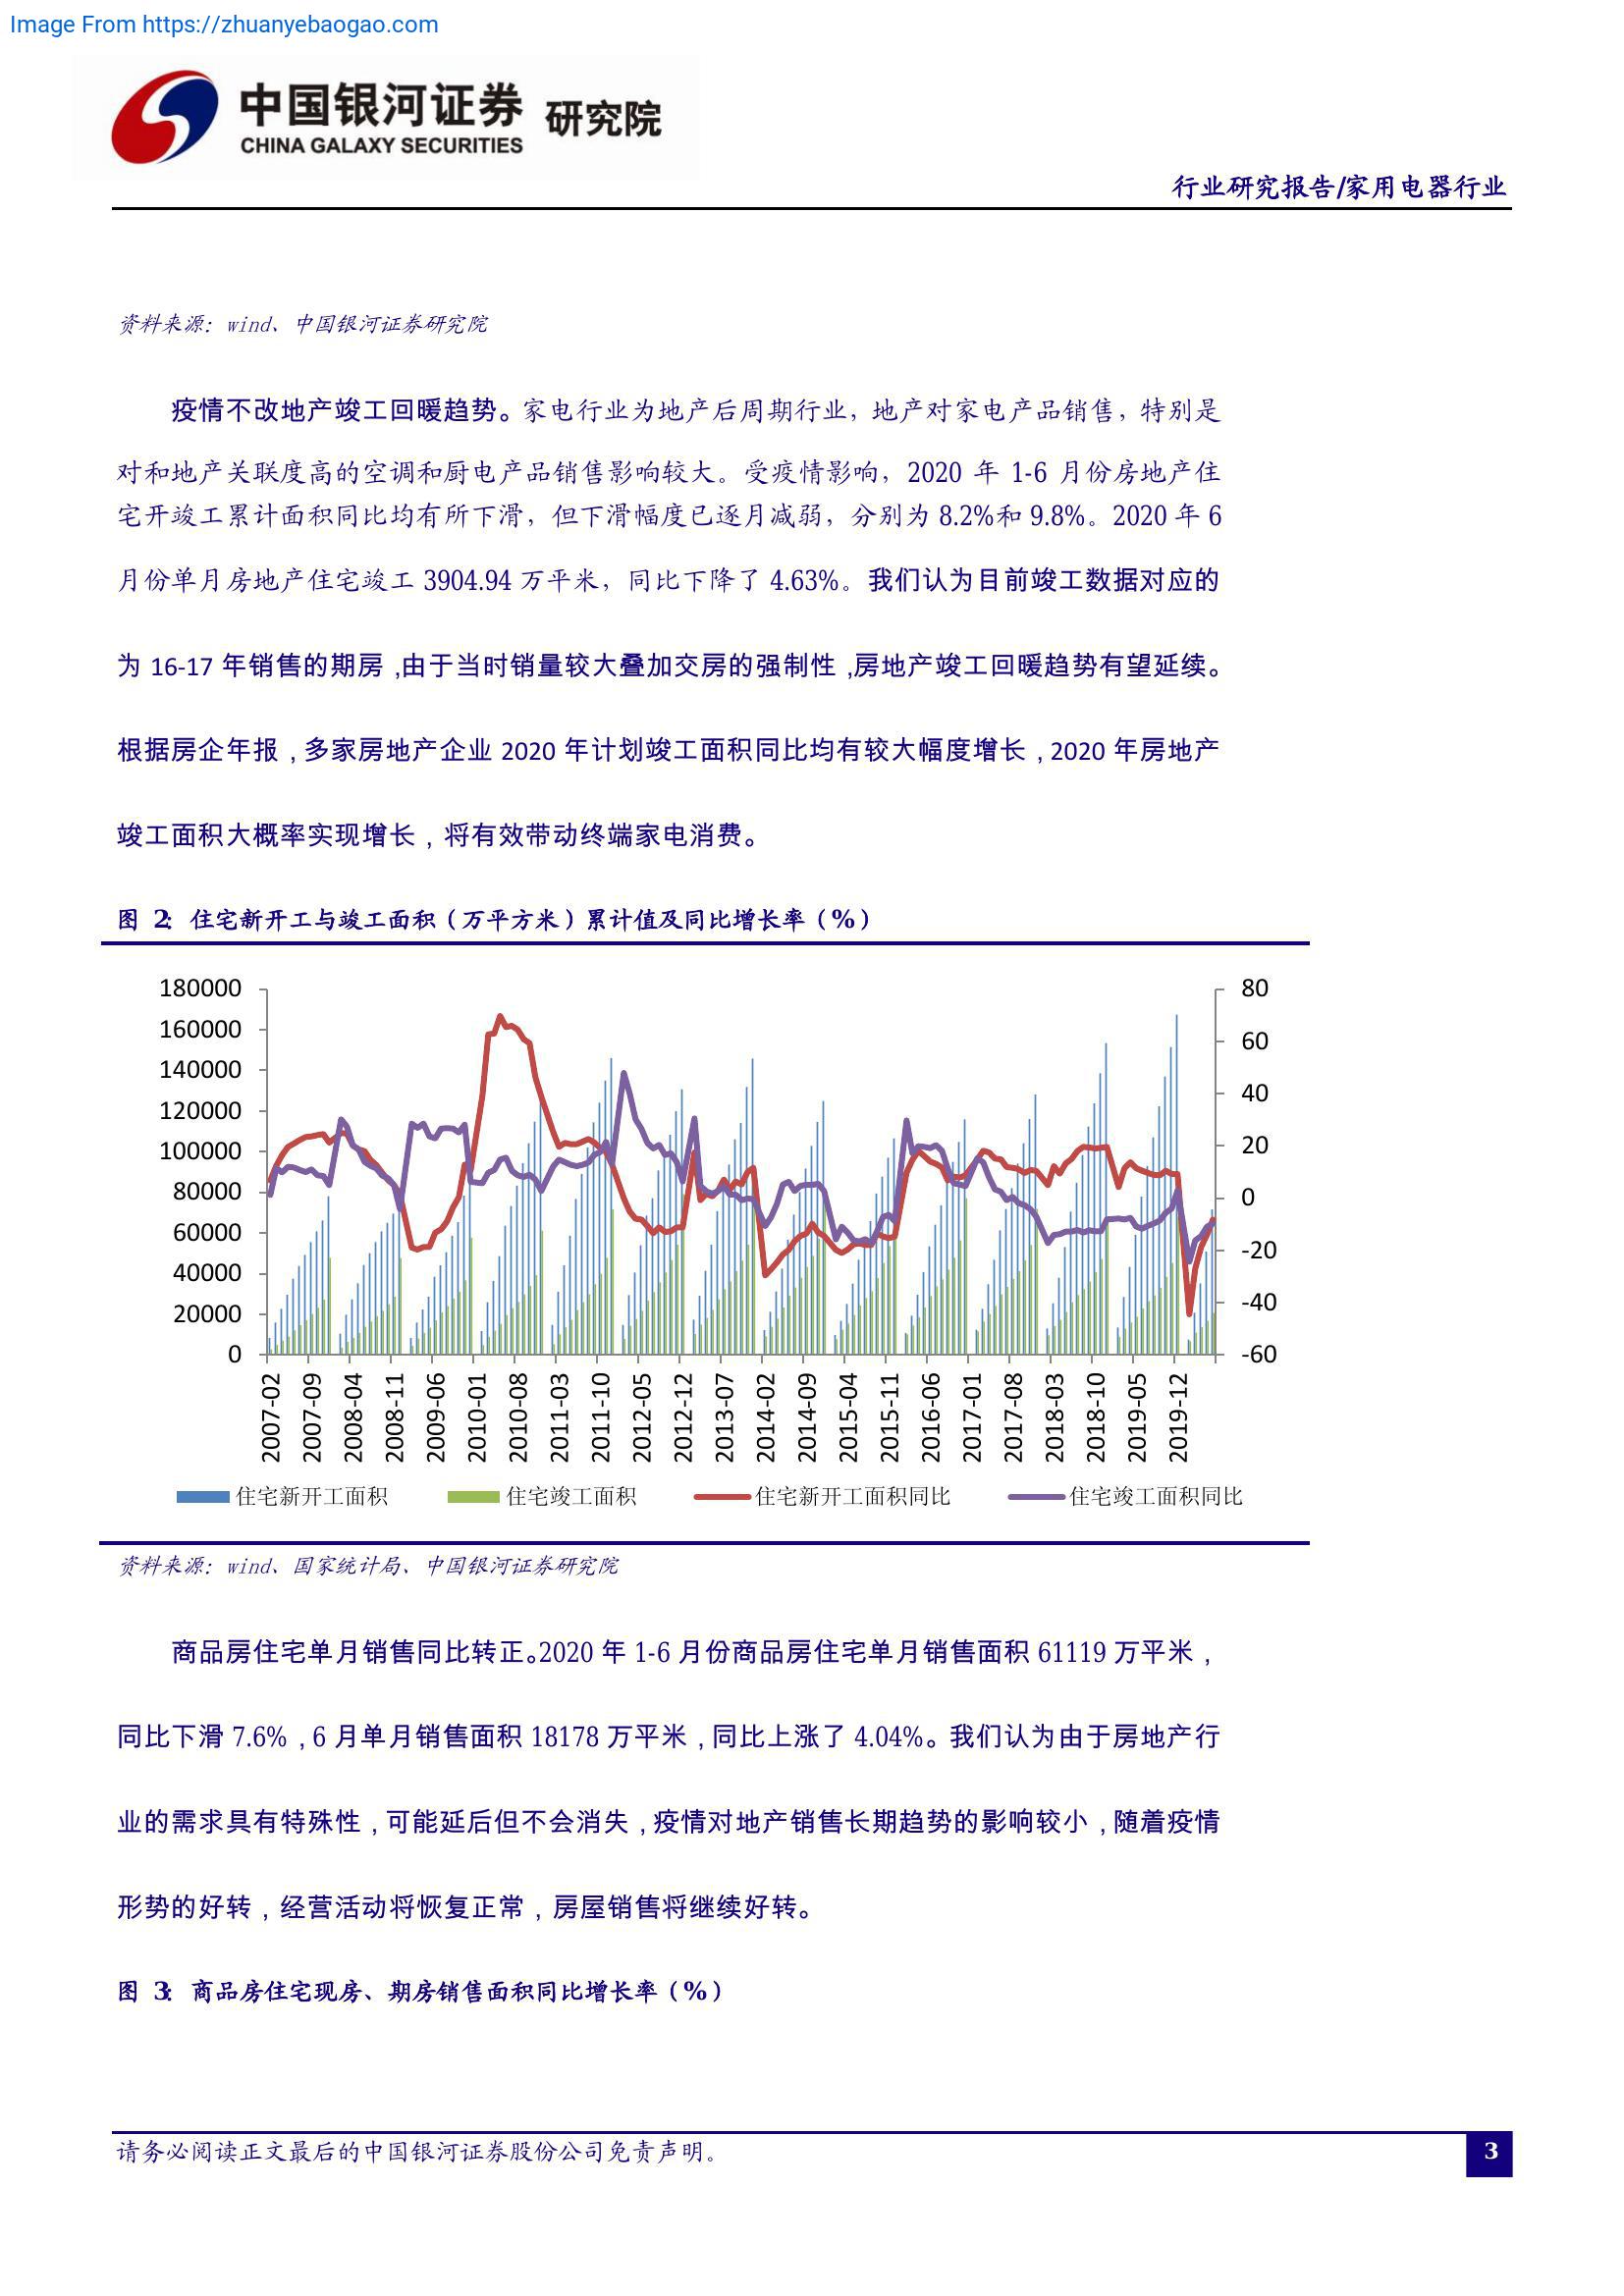 Image From https://zhuanyebaogao.com
中国银河证券 研究院
CHINA GALAXY SECURITIES
行业研究报告/家用电器行业
资料来源：wind、中国银河证券研究院
疫情不改地产竣工回暖趋势。家电行业为地产后周期行业，地产对家电产品销售，特别是
对和地产关联度高的空调和厨电产品销售影响较大。受疫情影响，2020 年 1-6 月份房地产住
宅开竣工累计面积同比均有所下滑，但下滑幅度已逐月减弱，分别为 8.2%和 9.8%。2020 年 6
月份单月房地产住宅竣工 3904.94 万平米，同比下降了 4.63%。我们认为目前竣工数据对应的
为 16-17 年销售的期房，由于当时销量较大叠加交房的强制性，房地产竣工回暖趋势有望延续。
根据房企年报，多家房地产企业 2020 年计划竣工面积同比均有较大幅度增长，2020 年房地产
竣工面积大概率实现增长，将有效带动终端家电消费。
图 2：住宅新开工与竣工面积（万平方米）累计值及同比增长率（%）
180000
160000
140000
120000
100000
80000
60000
40000
20000
0
80
60
40
20
0
-20
-40
-60
2007-02
2007-09
2008-04
2008-11
2009-06
2010-01
2010-08
2011-03
2011-10
2012-05
2012-12
2013-07
2014-02
2014-09
2015-04
2015-11
2016-06
2017-01
2017-08
2018-03
2018-10
2019-05
2019-12
住宅新开工面积 住宅竣工面积 住宅新开工面积同比 住宅竣工面积同比
资料来源：wind、国家统计局、中国银河证券研究院
商品房住宅单月销售同比转正。2020 年 1-6 月份商品房住宅单月销售面积 61119 万平米，
同比下滑 7.6%，6 月单月销售面积 18178 万平米，同比上涨了 4.04%。我们认为由于房地产行
业的需求具有特殊性，可能延后但不会消失，疫情对地产销售长期趋势的影响较小，随着疫情
形势的好转，经营活动将恢复正常，房屋销售将继续好转。
图 3：商品房住宅现房、期房销售面积同比增长率（%）
请务必阅读正文最后的中国银河证券股份公司免责声明。
3